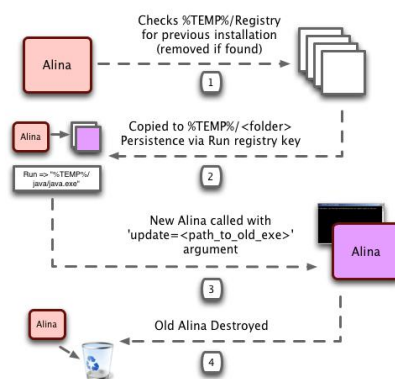 Checks %TEMP%/Registry
for previous installation
(removed if found)
Alina
1
Copied to %TEMP%/<folder>
Persistence via Run registry key
Alina
2
Run => "%TEMP%/
java/java.exe"
New Alina called with
'update=<path_to_old_exe>'
argument
Alina
3
Alina
Old Alina Destroyed
4